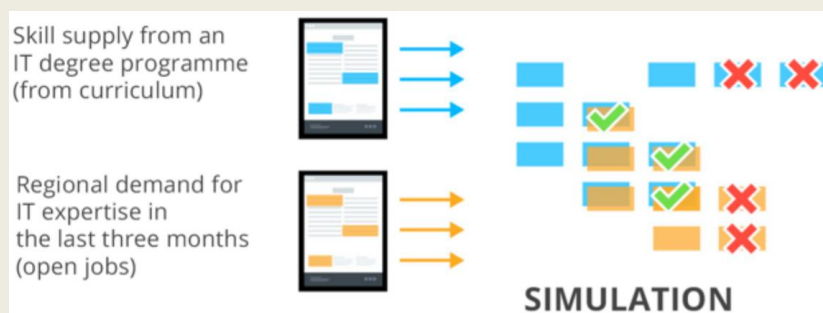 Skill supply from an
IT degree programme
(from curriculum)
Regional demand for
IT expertise in
the last three months
(open jobs)
SIMULATION